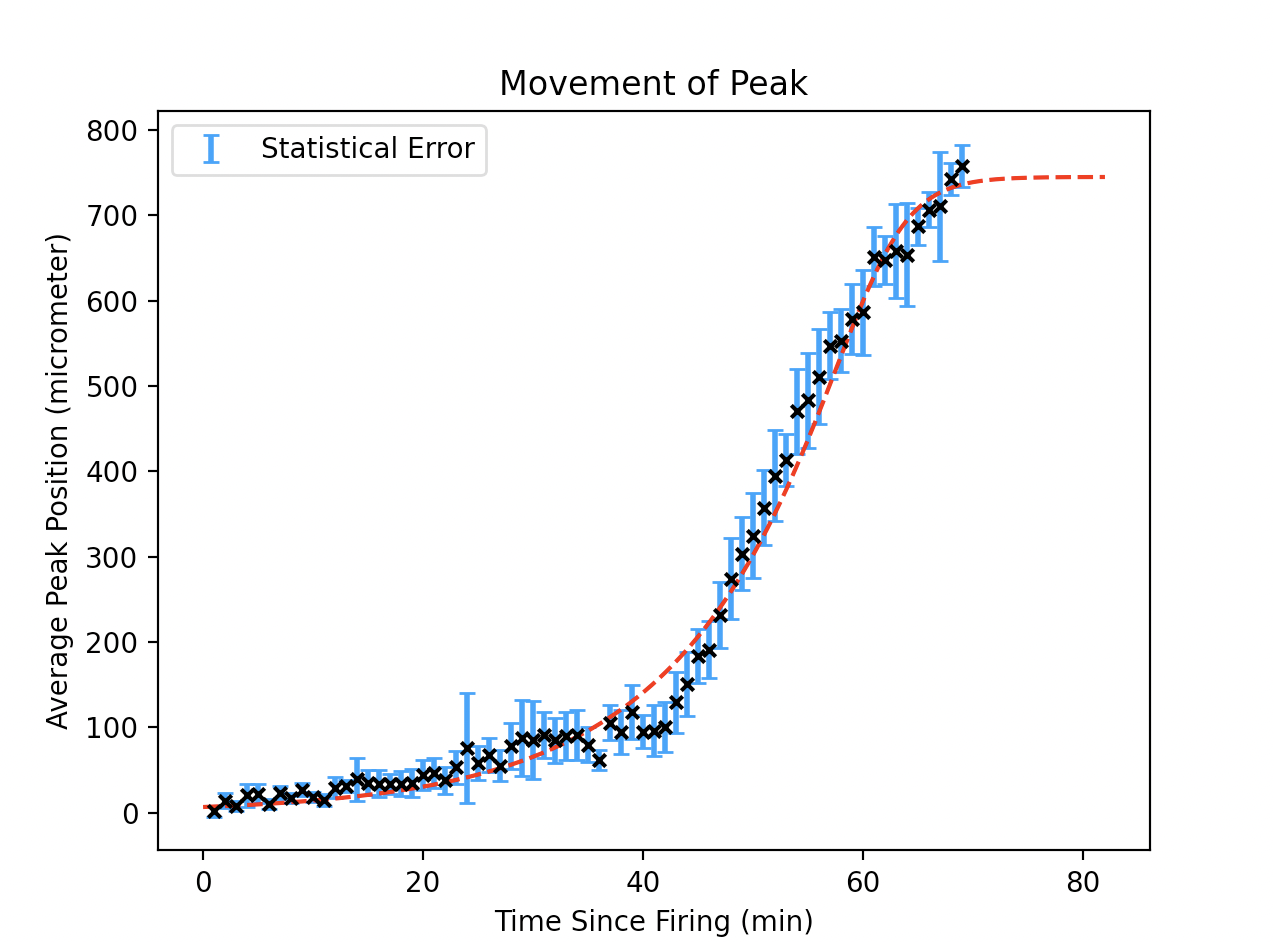 Movement of Peak
Statistical Error
Average Peak Position (micrometer)
800
700
600
500
400
300
200
100
0
0 20 40 60 80
Time Since Firing (min)